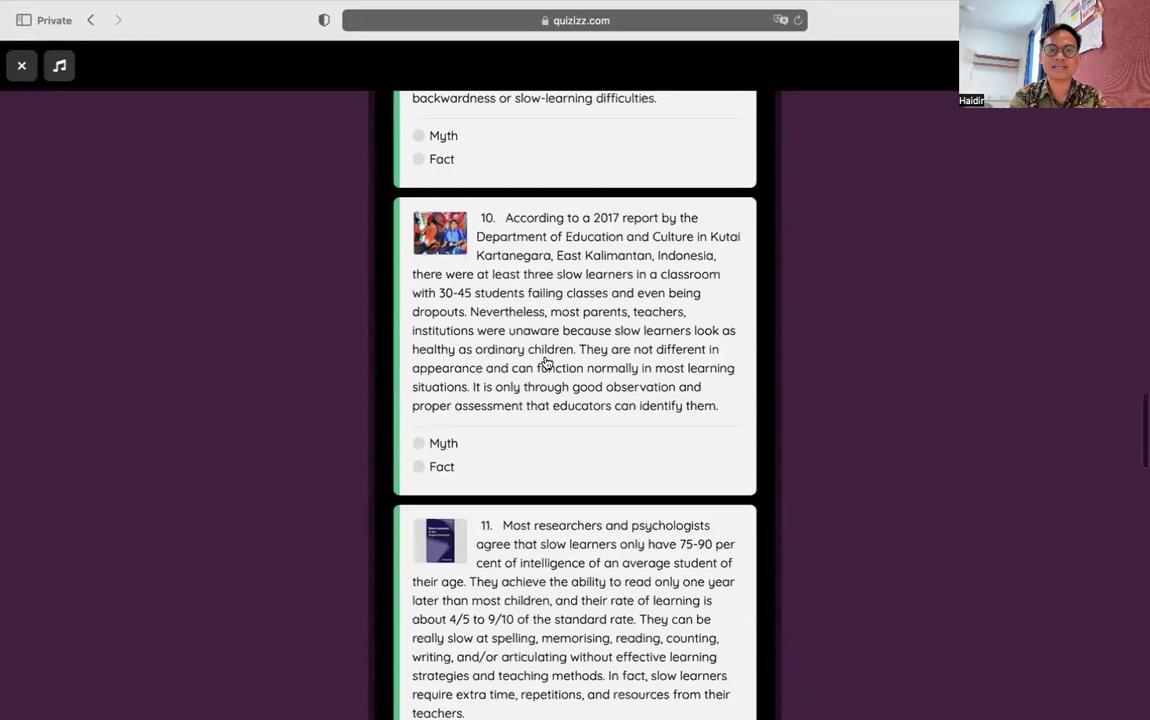 Private
quizizz.com
Haidir
backwardness or slow-learning difficulties.
Myth
Fact
10. According to a 2017 report by the
Department of Education and Culture in Kutai
Kartanegara, East Kalimantan, Indonesia,
there were at least three slow learners in a classroom
with 30-45 students failing classes and even being
dropouts. Nevertheless, most parents, teachers,
institutions were unaware because slow learners look as
healthy as ordinary children. They are not different in
appearance and can function normally in most learning
situations. It is only through good observation and
proper assessment that educators can identify them.
Myth
Fact
11. Most researchers and psychologists
agree that slow learners only have 75-90 per
cent of intelligence of an average student of
their age. They achieve the ability to read only one year
later than most children, and their rate of learning is
about 4/5 to 9/10 of the standard rate. They can be
really slow at spelling, memorising, reading, counting,
writing, and/or articulating without effective learning
strategies and teaching methods. In fact, slow learners
require extra time, repetitions, and resources from their
teachers.